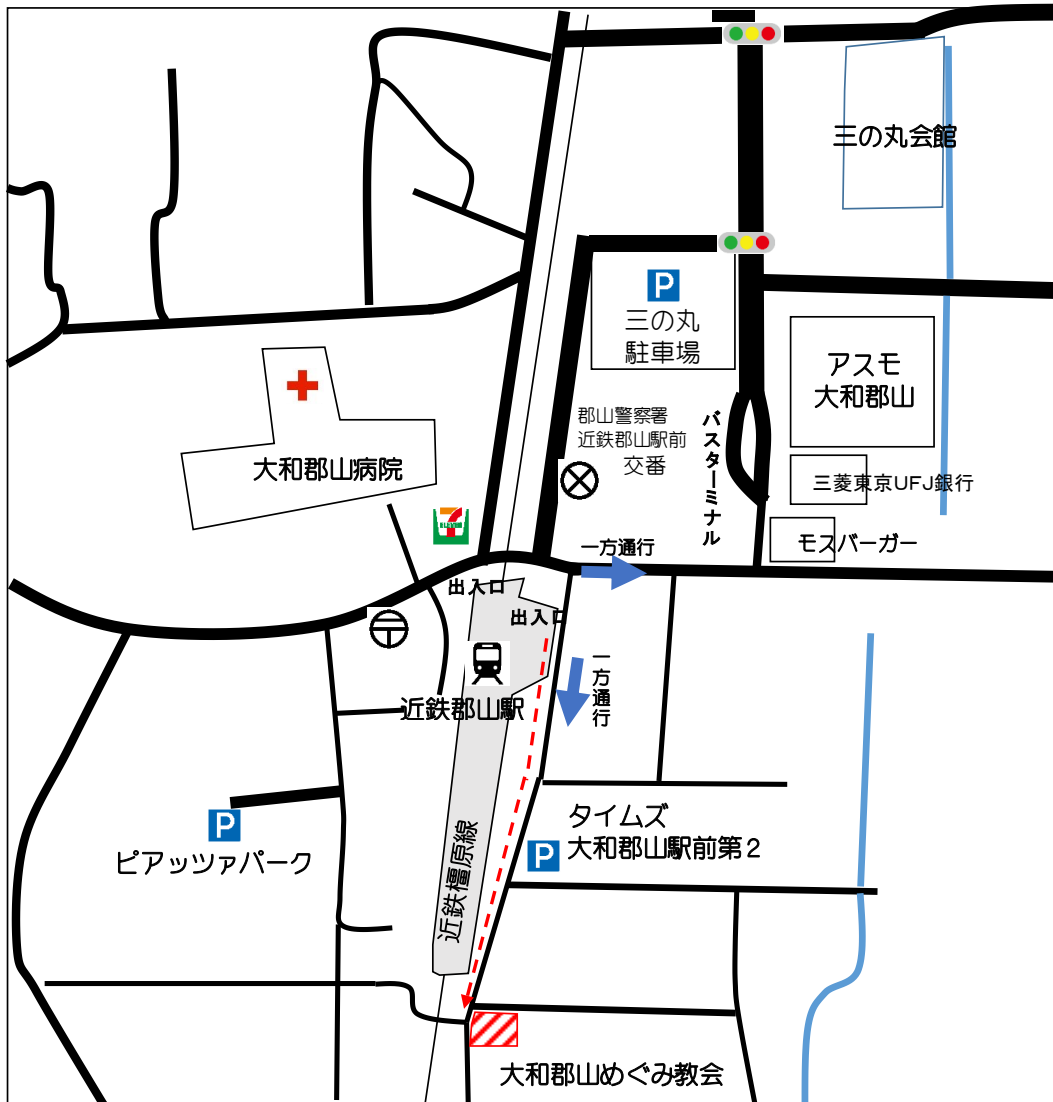 三の丸会館
P
三の丸
駐車場
アスモ
大和郡山
郡山警察署
近鉄郡山駅前
交番
バスターミナル
大和郡山病院
三菱東京UFJ銀行
モスバーガー
一方通行
出入口
出入口
一方通行
近鉄郡山駅
タイムズ
P
大和郡山駅前第2
P
ピアッツァパーク
近鉄橿原線
大和郡山めぐみ教会